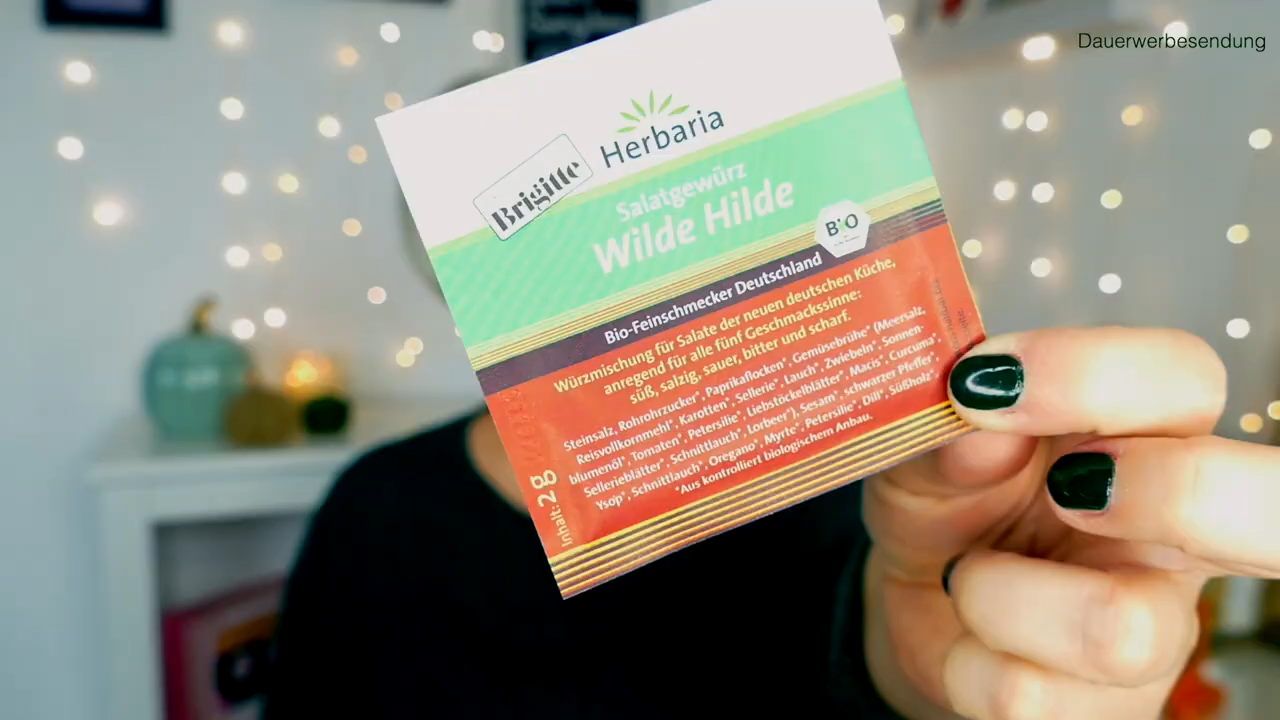 Dauerwerbesendung
Herbaria
Brigitte
Salatgewürz
Wilde Hilde
BIO
Bio-Feinschmecker Deutschland
Würzmischung für Salate der neuen deutschen Küche,
anregend für alle fünf Geschmackssinne:
süß, salzig, sauer, bitter und scharf.
Steinsalz, Rohrohrzucker*, Paprikaflocken*, Gemüsebrühe* (Meersalz,
Reisvollkornmehl*, Karotten*, Sellerie*, Lauch*, Zwiebeln*, Sonnen-
blumenöl*, Tomaten*, Petersilie*, Liebstöckelblätter*, Macis*, Curcuma*,
Sellerieblätter*, Schnittlauch*, Lorbeer*), Sesam*, schwarzer Pfeffer*,
Ysop*, Schnittlauch*, Oregano*, Myrte*, Petersilie*, Dill*, Süßholz*.
*Aus kontrolliert biologischem Anbau.
Inhalt: 2 g